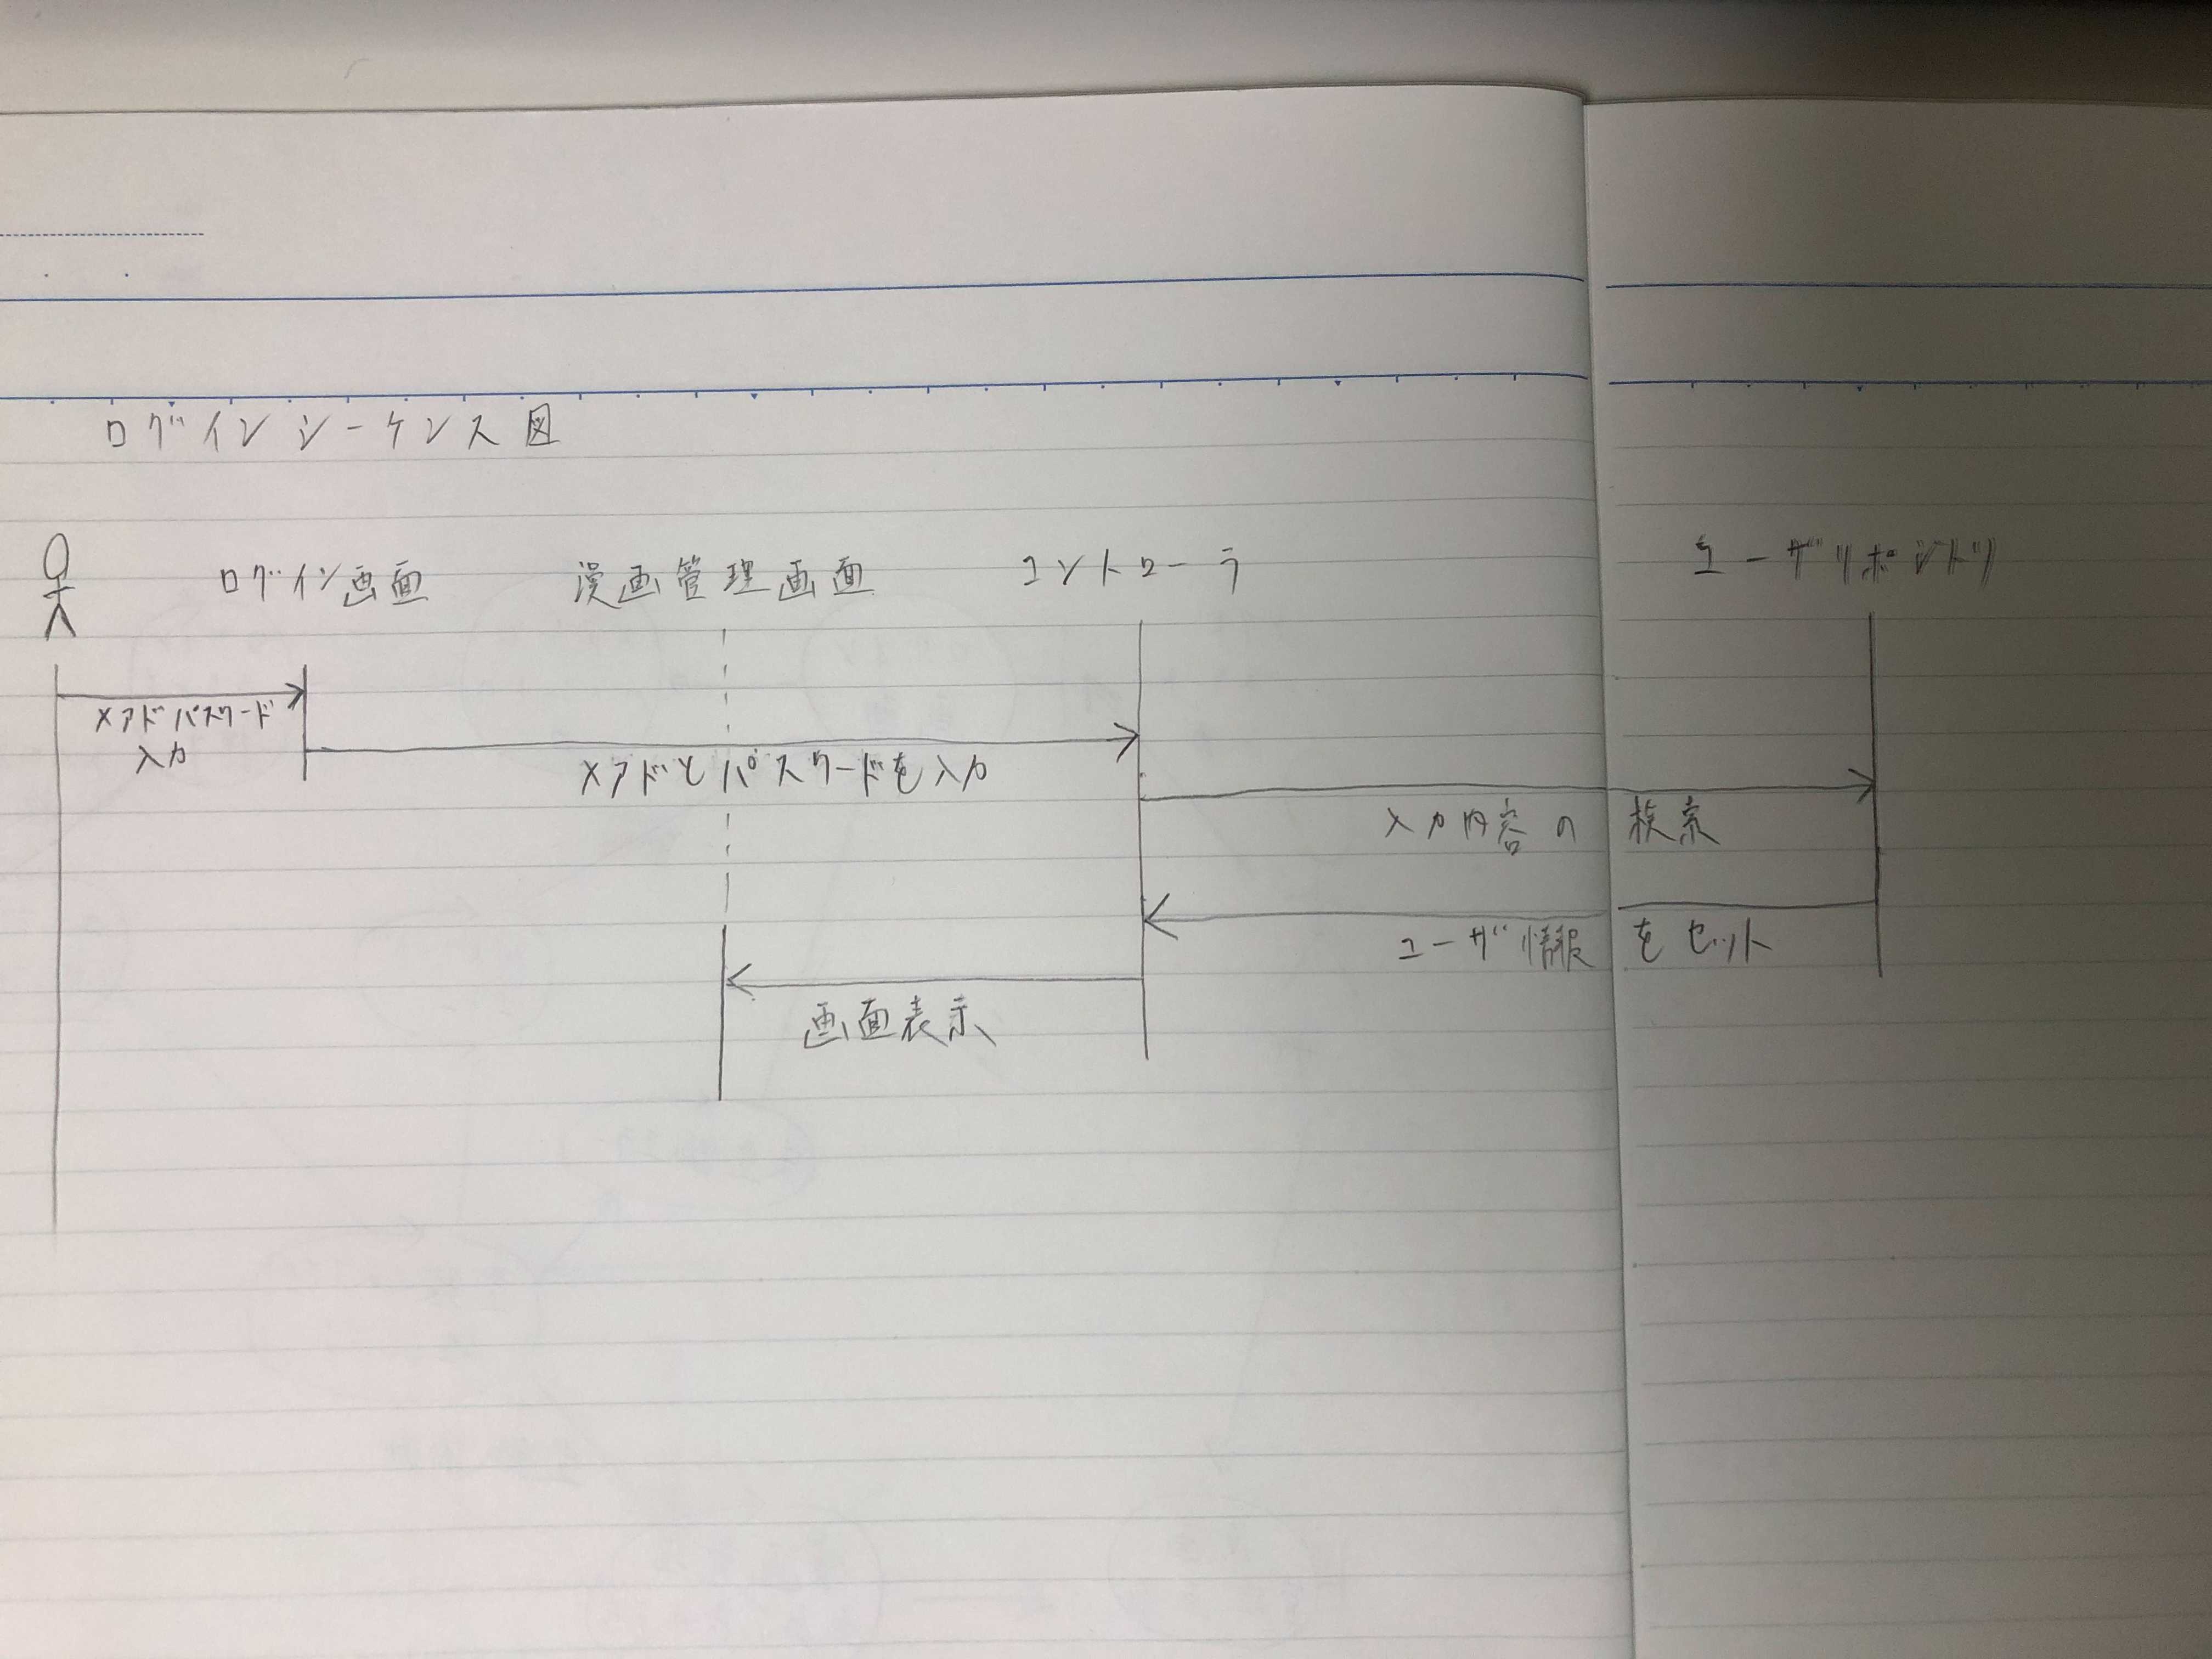 ログインシーケンス図
ログイン画面 漫画管理画面 コントローラ ユーザリポジトリ
メアドパスワード
入力
メアドとパスワードを入力
入力内容の検索
ユーザ情報をセット
画面表示